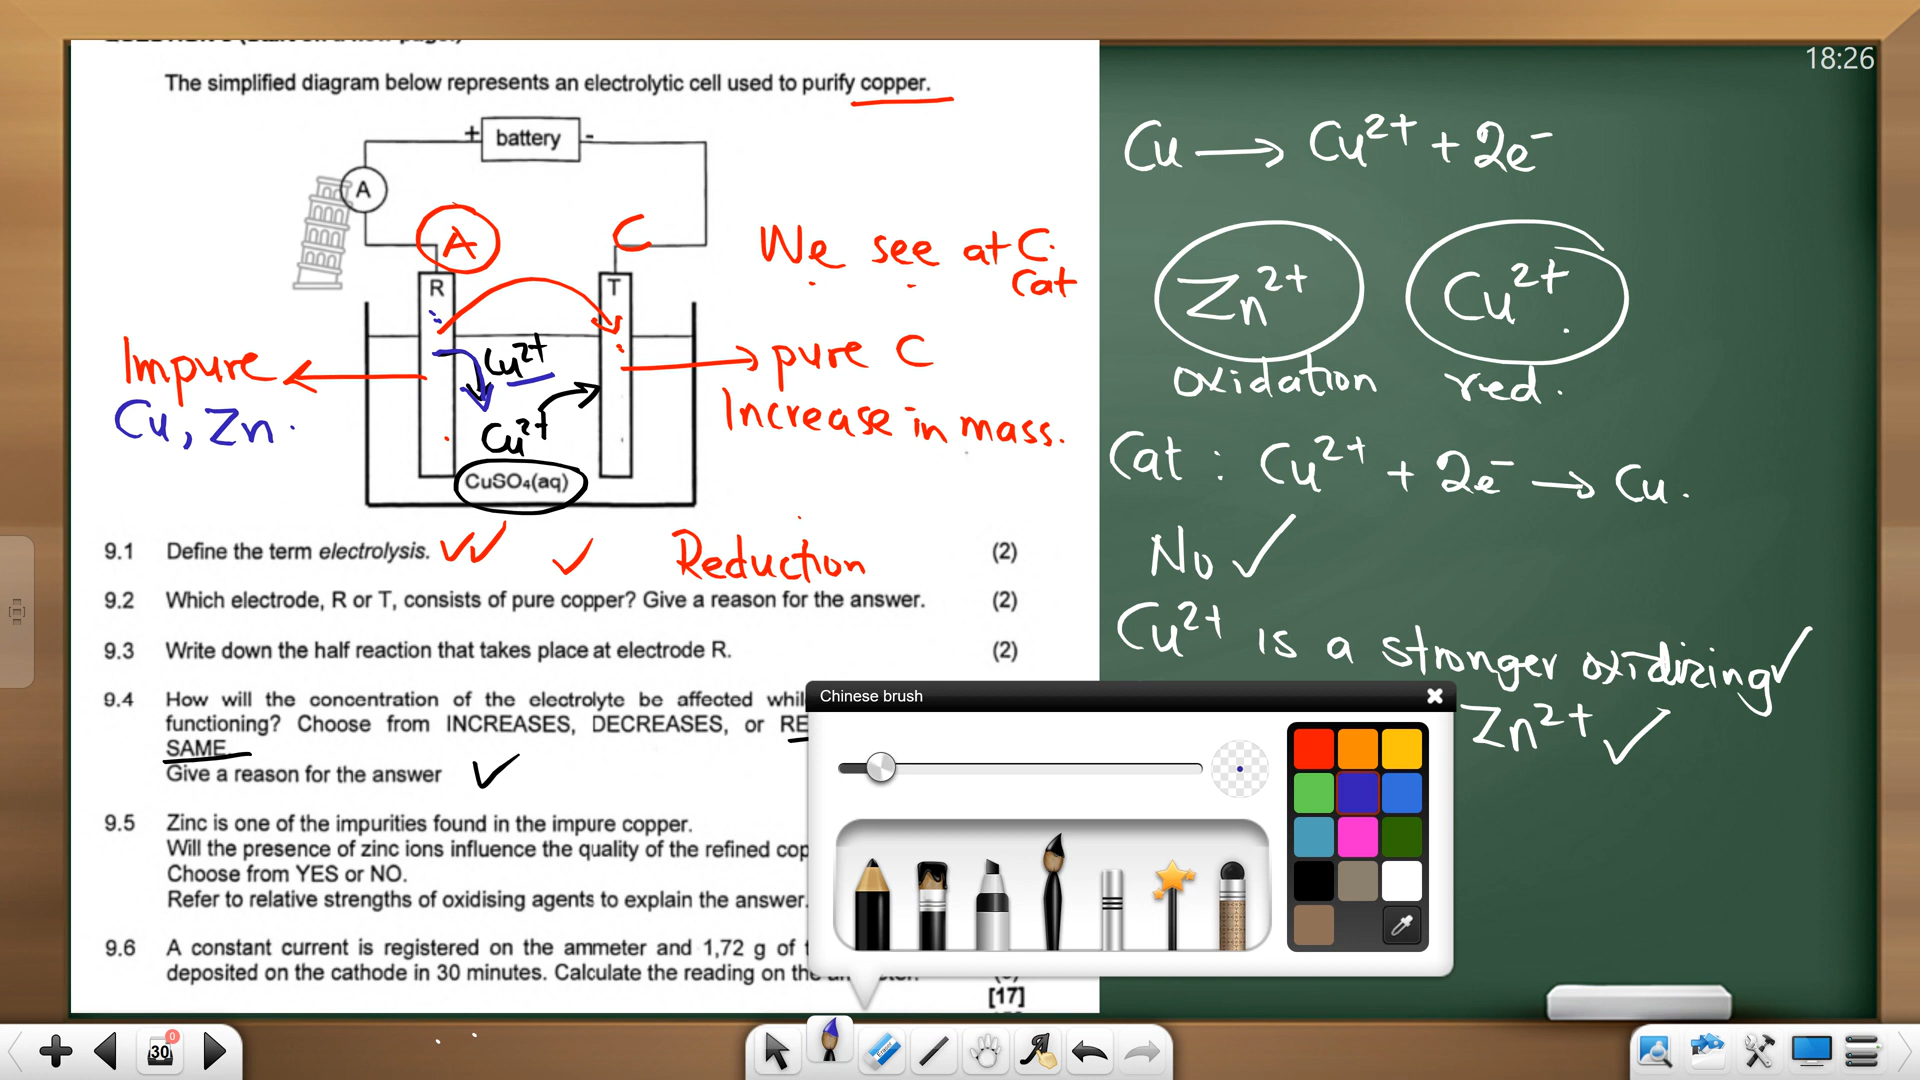 18:26
The simplified diagram below represents an electrolytic cell used to purify copper.
+ battery -
A
A
C
R
T
We see at C.
Cat
Impure
Cu, Zn.
Cu²⁺
Cu²⁺
CuSO₄(aq)
pure C
Increase in mass.
9.1 Define the term electrolysis. (2)
Reduction
9.2 Which electrode, R or T, consists of pure copper? Give a reason for the answer. (2)
9.3 Write down the half reaction that takes place at electrode R. (2)
9.4 How will the concentration of the electrolyte be affected
functioning? Choose from INCREASES, DECREASES, or
SAME.
Give a reason for the answer
9.5 Zinc is one of the impurities found in the impure copper.
Will the presence of zinc ions influence the quality of the refined
Choose from YES or NO.
Refer to relative strengths of oxidising agents to explain the answer.
9.6 A constant current is registered on the ammeter and 1,72 g of
deposited on the cathode in 30 minutes. Calculate the reading on the
[17]
Cu → Cu²⁺ + 2e⁻
Zn²⁺ Cu²⁺.
oxidation red.
Cat : Cu²⁺ + 2e⁻ → Cu.
No ✓
Cu²⁺ is a stronger oxidizing ✓
Zn²⁺ ✓
Chinese brush
Eraser
30
0